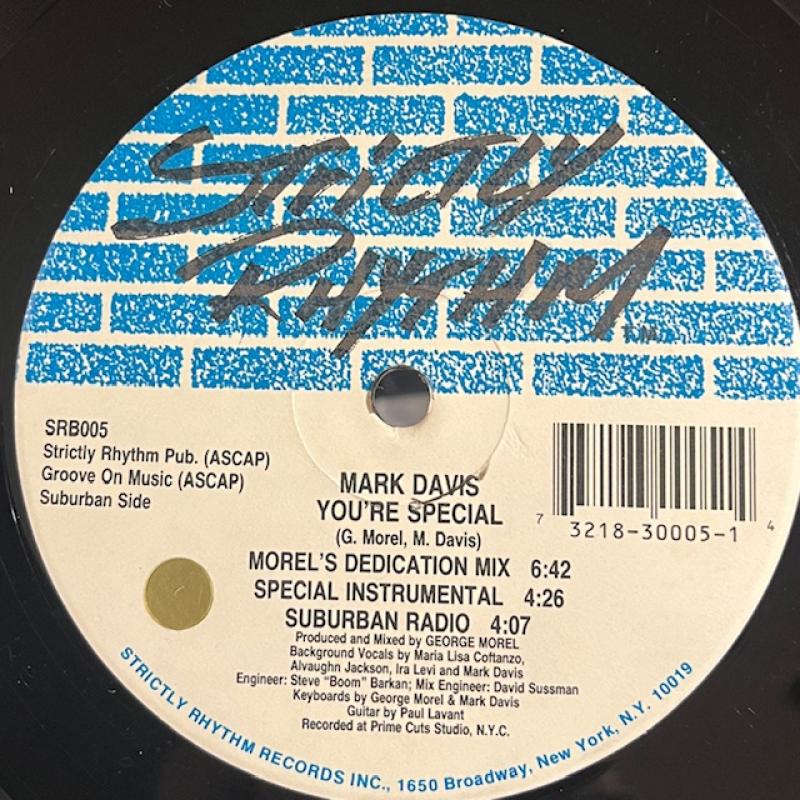 STRICTLY
RHYTHM T.M.
SRB005
Strictly Rhythm Pub. (ASCAP)
Groove On Music (ASCAP)
Suburban Side
MARK DAVIS
YOU'RE SPECIAL
(G. Morel, M. Davis)
7 3218-30005-1 4
MOREL'S DEDICATION MIX 6:42
SPECIAL INSTRUMENTAL 4:26
SUBURBAN RADIO 4:07
Produced and Mixed by GEORGE MOREL
Background Vocals by Maria Lisa Coftanzo,
Alvaughn Jackson, Ira Levi and Mark Davis
Engineer: Steve "Boom" Barkan; Mix Engineer: David Sussman
Keyboards by George Morel & Mark Davis
Guitar by Paul Lavant
Recorded at Prime Cuts Studio, N.Y.C.
STRICTLY RHYTHM RECORDS INC., 1650 Broadway, New York, N.Y. 10019